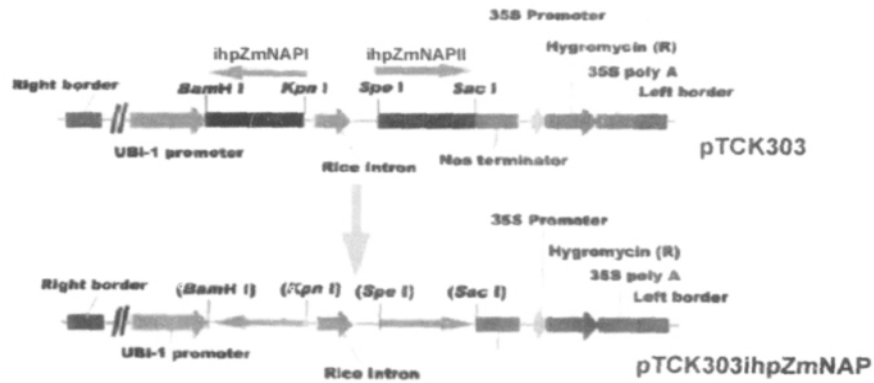 35S Promoter
ihpZmNAPI
ihpZmNAPII
Hygromycin (R)
Right border
BamH I
Kpn I
Spe I
Sac I
35S poly A
Left border
UBi-1 promoter
Rice Intron
Nos terminator
pTCK303
35S Promoter
Hygromycin (R)
Right border
(BamH I)
(Kpn I)
(Spe I)
(Sac I)
35S poly A
Left border
UBi-1 promoter
Rice Intron
pTCK303ihpZmNAP